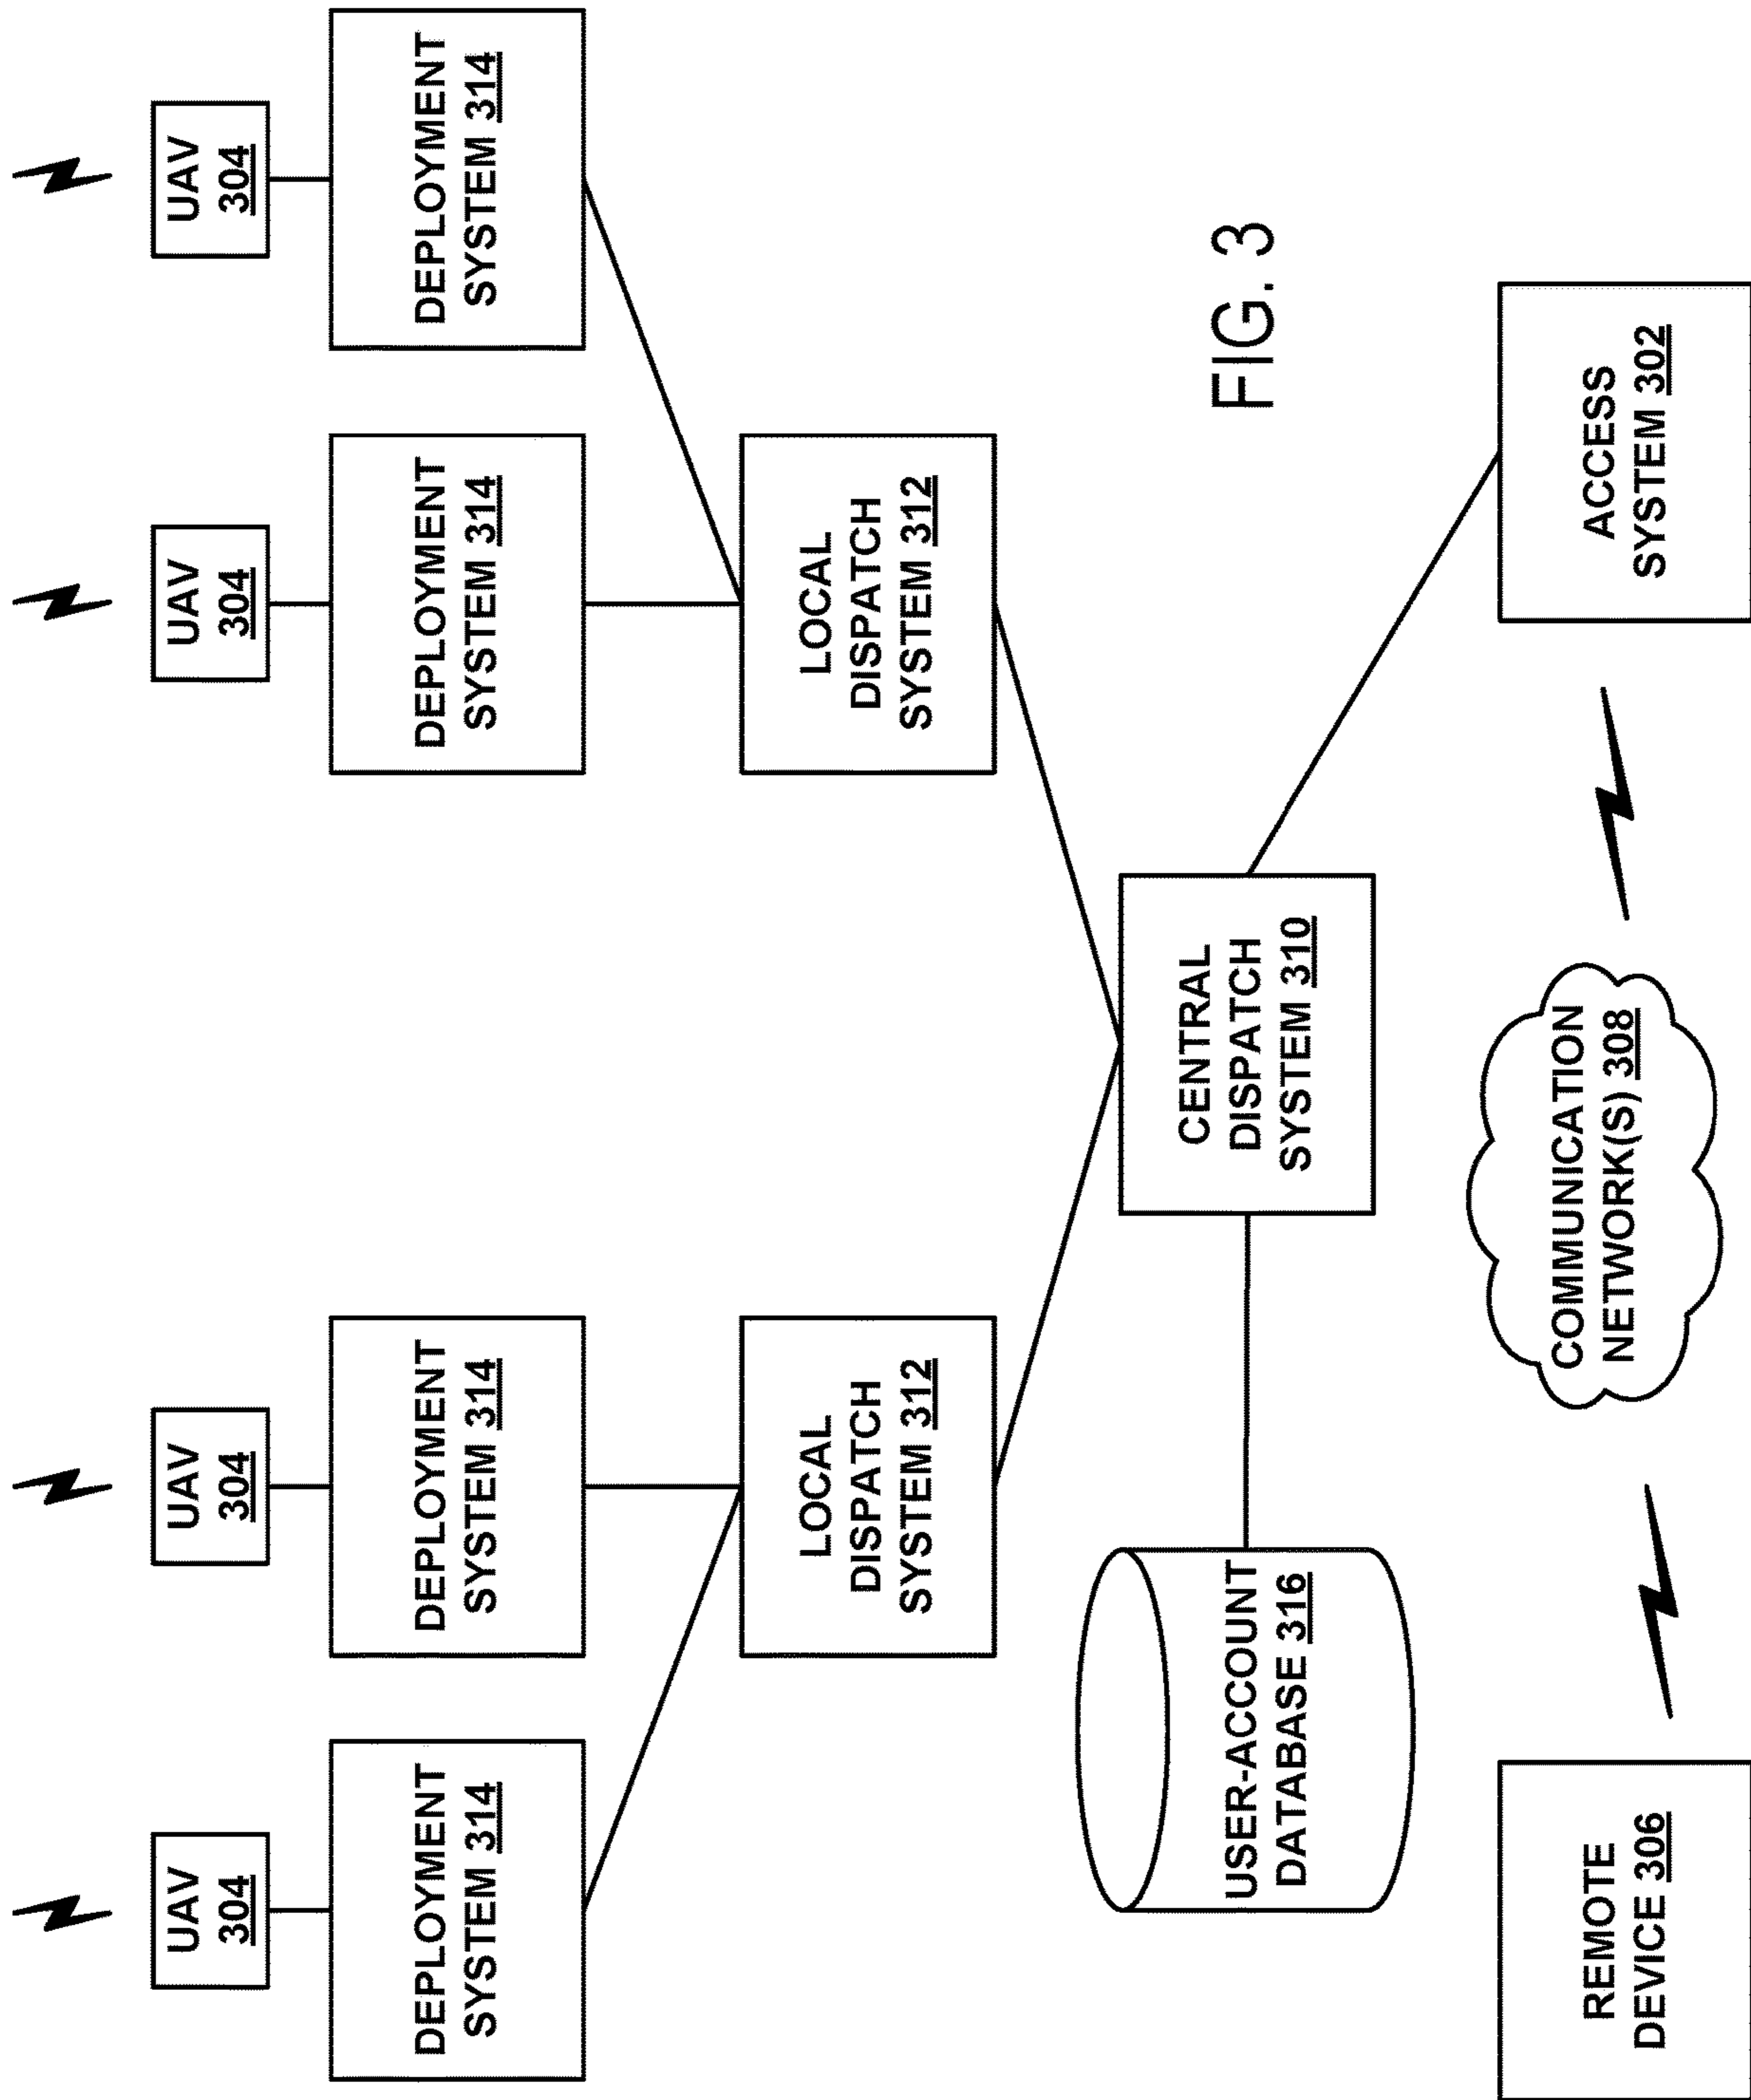 UAV
304
UAV
304
UAV
304
UAV
304
DEPLOYMENT
SYSTEM 314
DEPLOYMENT
SYSTEM 314
DEPLOYMENT
SYSTEM 314
DEPLOYMENT
SYSTEM 314
LOCAL
DISPATCH
SYSTEM 312
LOCAL
DISPATCH
SYSTEM 312
USER-ACCOUNT
DATABASE 316
CENTRAL
DISPATCH
SYSTEM 310
FIG. 3
REMOTE
DEVICE 306
COMMUNICATION
NETWORK(S) 308
ACCESS
SYSTEM 302